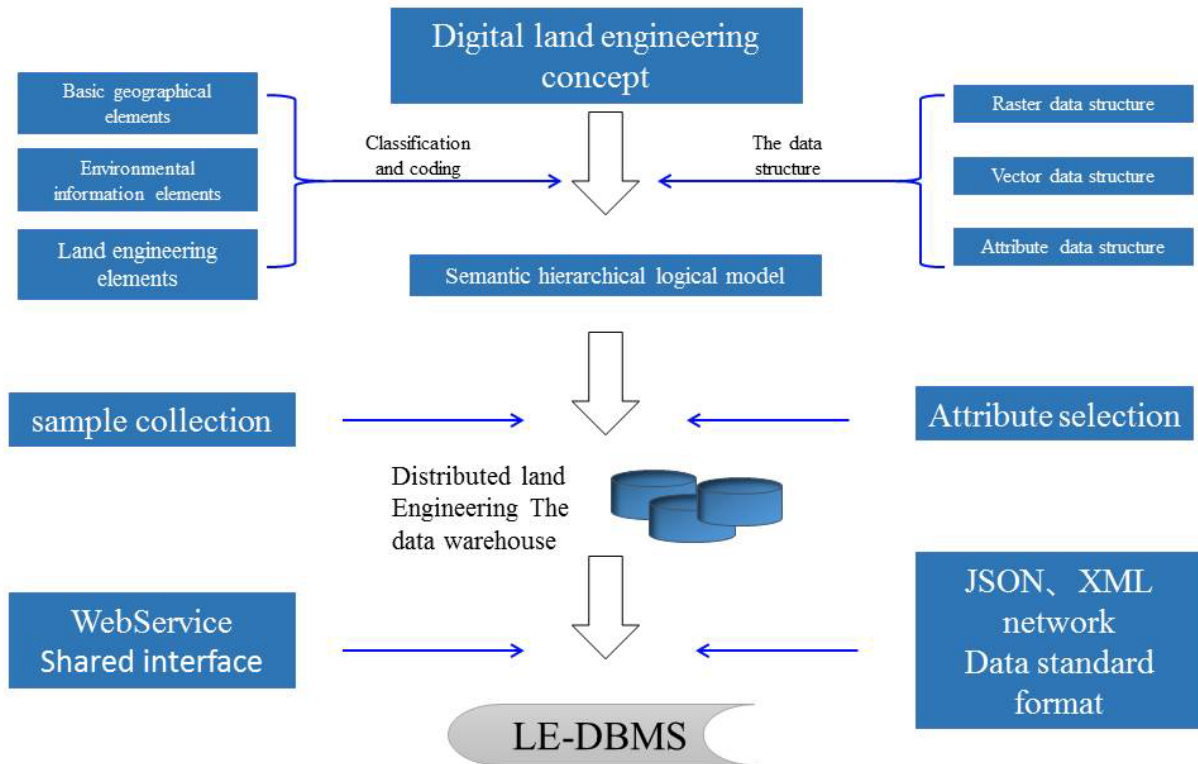 Digital land engineering
concept
Basic geographical
elements
Environmental
information elements
Land engineering
elements
Classification
and coding
The data
structure
Raster data structure
Vector data structure
Attribute data structure
Semantic hierarchical logical model
sample collection
Attribute selection
Distributed land
Engineering The
data warehouse
WebService
Shared interface
JSON、XML
network
Data standard
format
LE-DBMS